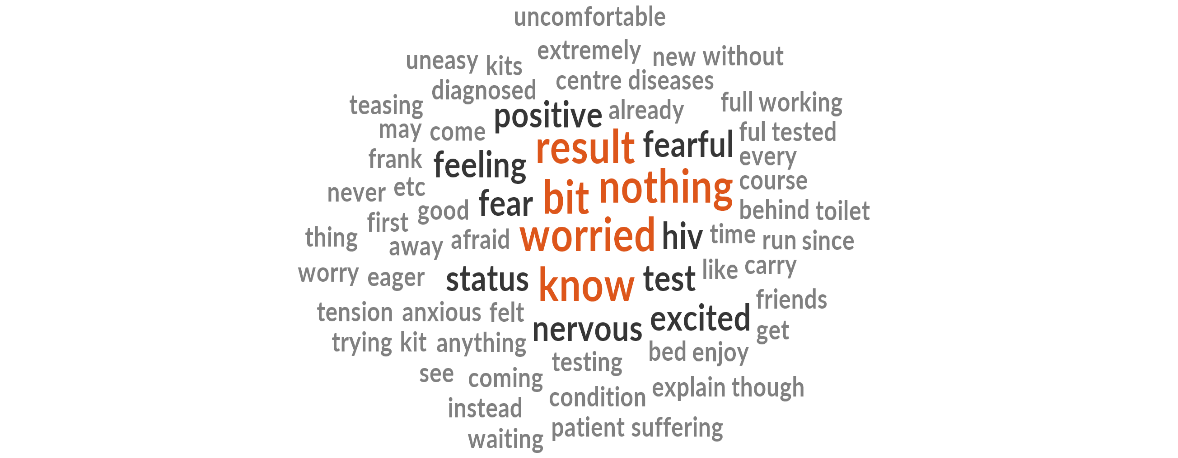 uncomfortable
uneasy kits extremely new without
diagnosed centre diseases
teasing positive already full working
may come result fearful ful tested
frank feeling every
never etc bit nothing course
first good fear behind toilet
thing away afraid worried hiv time run since
worry eager status know test like carry
tension anxious felt excited friends
trying kit anything nervous get
see coming testing bed enjoy
instead condition explain though
waiting patient suffering